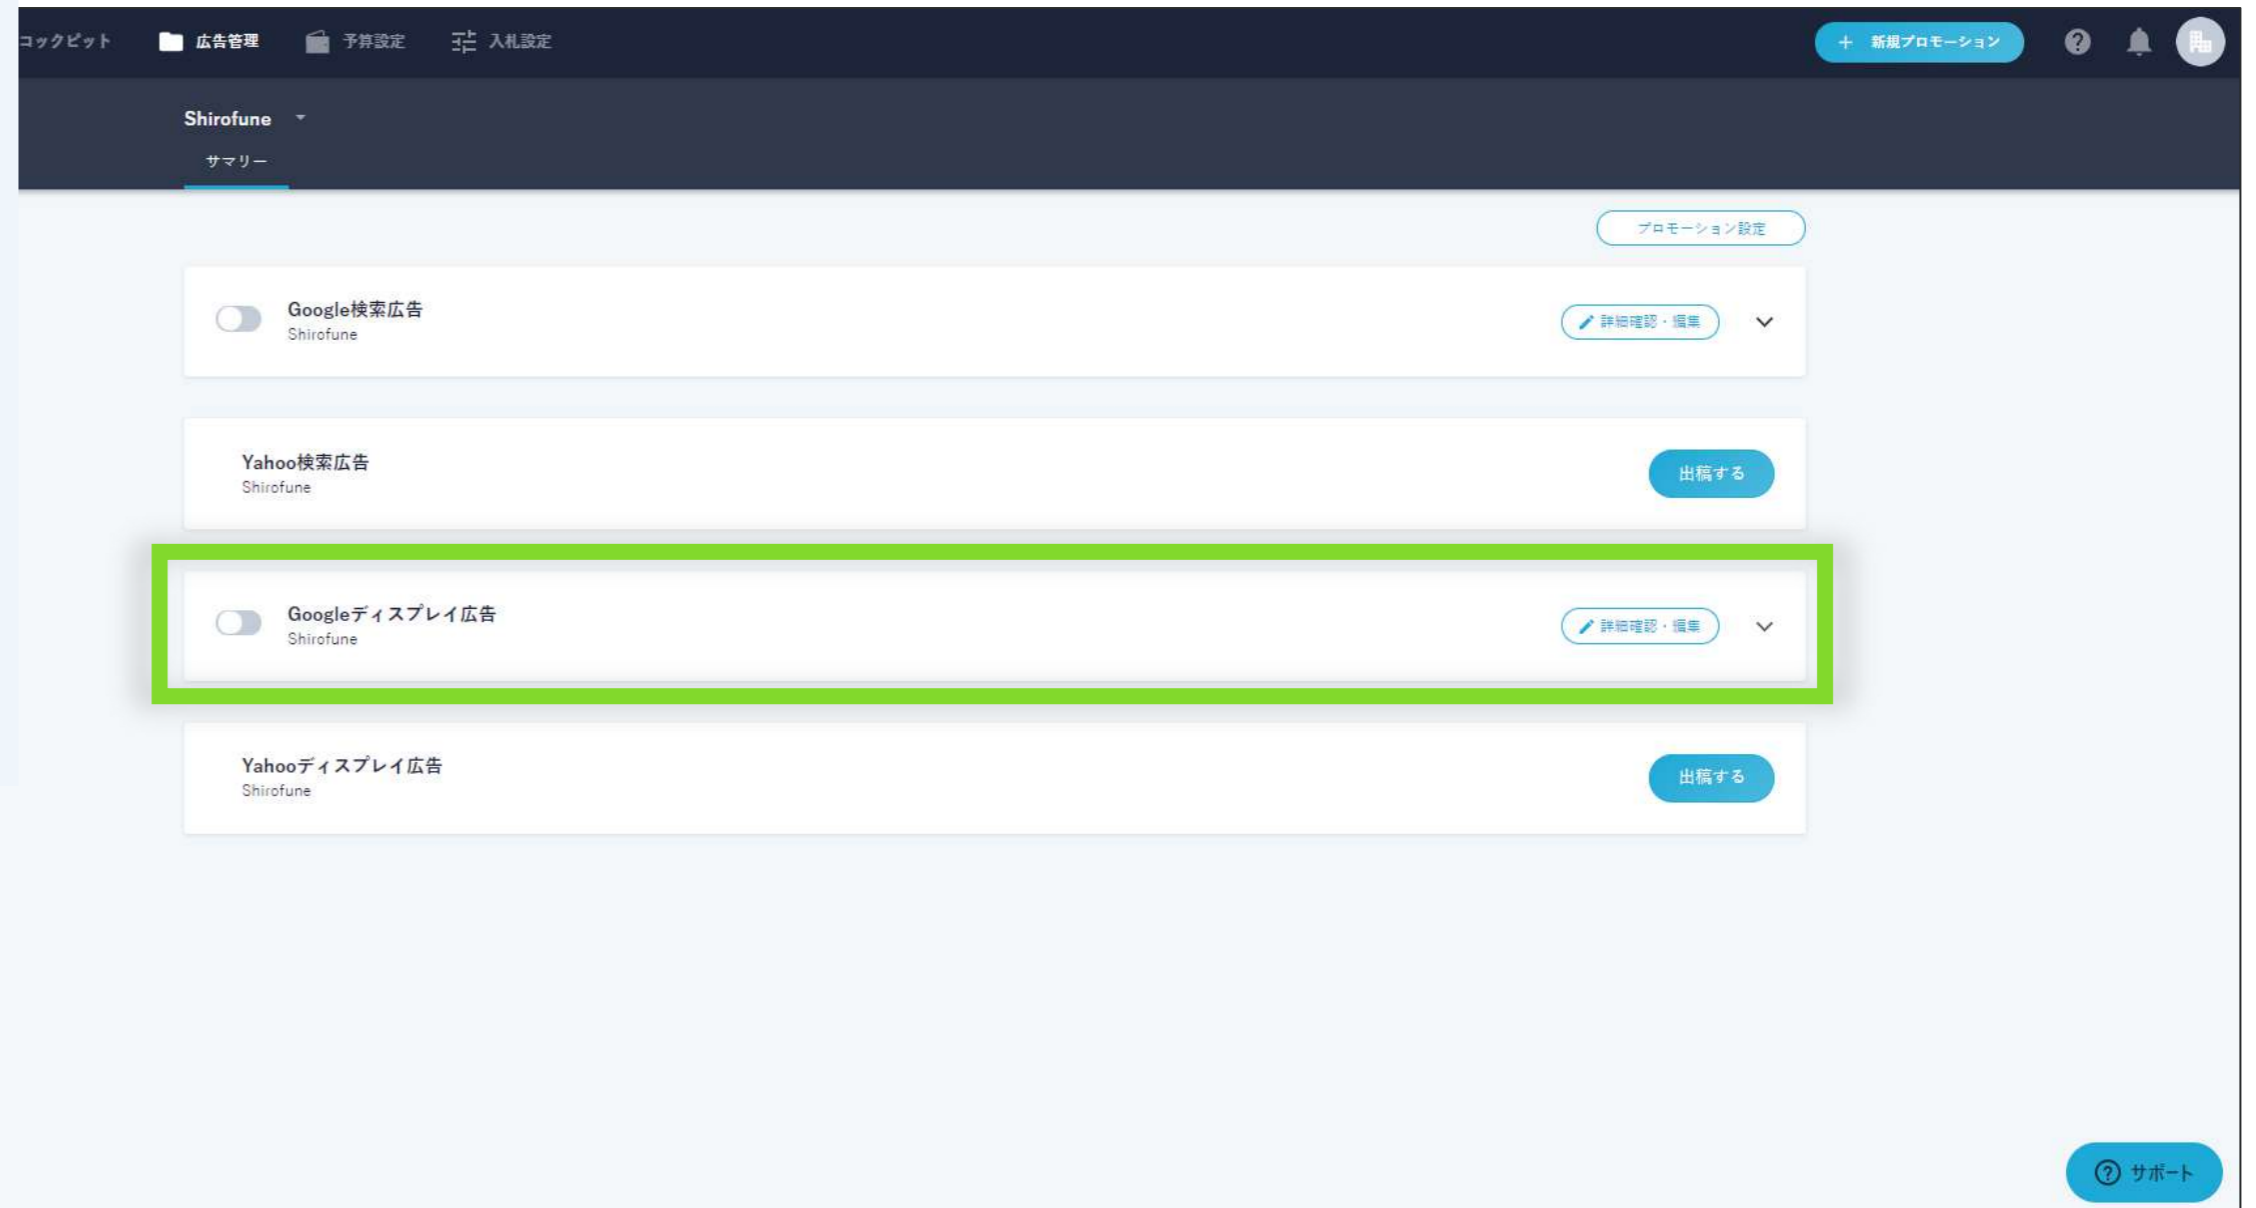 コックピット
広告管理
予算設定
入札設定
+ 新規プロモーション
Shirofune
サマリー
プロモーション設定
Google検索広告
Shirofune
詳細確認・編集
Yahoo検索広告
Shirofune
出稿する
Googleディスプレイ広告
Shirofune
詳細確認・編集
Yahooディスプレイ広告
Shirofune
出稿する
サポート